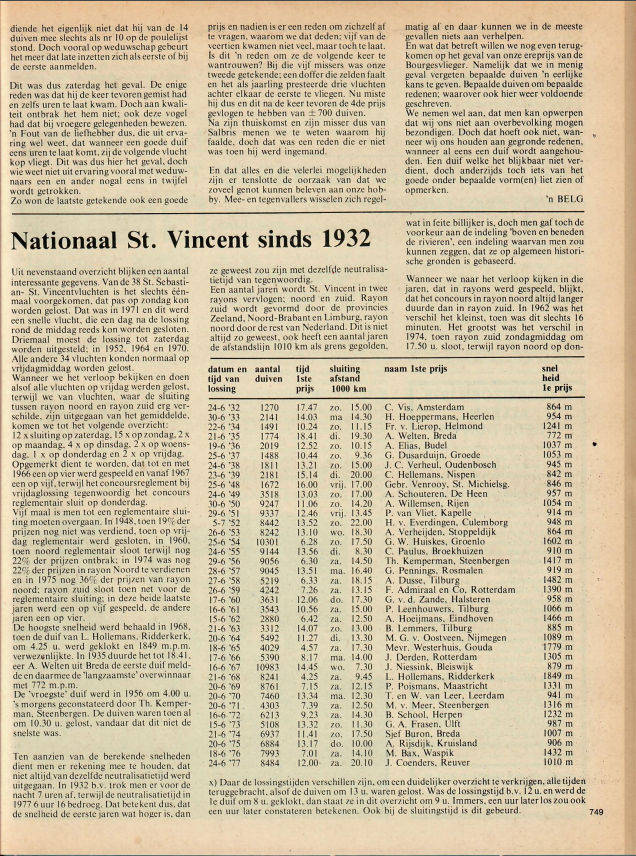 diende het eigenlijk niet dat hij van de 14
duiven mee slechts als nr 10 op de poulelijst
stond. Doch vooral op weduwschap gebeurt
het meer dat late inzetten zich als eerste of bij
de eerste aanmelden.
Dit was dus zaterdag het geval. De enige
reden was dat hij de keer tevoren gemist had
en zelfs uren te laat kwam. Doch aan kwali-
teit ontbrak het hem niet; ook deze vogel
had dat bij vroegere gelegenheden bewezen.
'n Fout van de liefhebber dus, die uit erva-
ring wel weet, dat wanneer een goede duif
eens uren te laat komt, zij de volgende vlucht
kop vliegt. Dit was dus hier het geval, doch
wie weet niet uit ervaring vooral met weduw-
naars een en ander nogal eens in twijfel
wordt getrokken.
Zo won de laatste getekende ook een goede
prijs en nadien is er een reden om zichzelf af
te vragen, waarom we dat deden; vijf van de
veertien kwamen niet veel, maar toch te laat.
Is dit 'n reden om ze de volgende keer te
wantrouwen? Bij die vijf missers was onze
tweede getekende; een doffer die zelden faalt
en het als jaarling presteerde drie vluchten
achter elkaar de eerste te vliegen. Nu miste
hij dus en dit na de keer tevoren de 4de prijs
gevlogen te hebben van ± 700 duiven.
Na zijn thuiskomst en zijn misser dus van
Salbris menen we te weten waarom hij
faalde, doch dat was een reden die er niet
was toen hij werd ingemand.
En dat alles en die velerlei mogelijkheden
zijn er tenslotte de oorzaak van dat we
zoveel genot kunnen beleven aan onze hob-
by. Mee- en tegenvallers wisselen zich regel-
matig af en daar kunnen we in de meeste
gevallen niets aan verhelpen.
En wat dat betreft willen we nog even terug-
komen op het geval van onze ereprijs van de
Bourgesvlieger. Namelijk dat we in menig
geval vergeten bepaalde duiven 'n eerlijke
kans te geven. Bepaalde duiven om bepaalde
redenen; waarover ook hier weer voldoende
geschreven.
We nemen wel aan, dat men kan opwerpen
dat wij ons niet aan overbevolking mogen
bezondigen. Doch dat hoeft ook niet, wan-
neer wij ons houden aan gegronde redenen,
wanneer al eens een duif wordt aangehou-
den. Een duif welke het blijkbaar niet ver-
dient, doch anderzijds toch iets van het
goede onder bepaalde vorm(en) liet zien of
opmerken.
'n BELG
Nationaal St. Vincent sinds 1932
Uit nevenstaand overzicht blijken een aantal
interessante gegevens. Van de 38 St. Sebasti-
an- St. Vincentvluchten is het slechts één-
maal voorgekomen, dat pas op zondag kon
worden gelost. Dat was in 1971 en dit werd
een snelle vlucht, die een dag na de lossing
rond de middag reeds kon worden gesloten.
Driemaal moest de lossing tot zaterdag
worden uitgesteld; in 1952, 1964 en 1970.
Alle andere 34 vluchten konden normaal op
vrijdagmiddag worden gelost.
Wanneer we het verloop bekijken en doen
alsof alle vluchten op vrijdag werden gelost,
terwijl we van vluchten, waar de sluiting
tussen rayon noord en rayon zuid erg ver-
schilde, zijn uitgegaan van het gemiddelde,
komen we tot het volgende overzicht:
12 x sluiting op zaterdag, 15 x op zondag, 2 x
op maandag, 4 x op dinsdag, 2 x op woens-
dag, 1 x op donderdag en 2 x op vrijdag.
Opgemerkt dient te worden, dat tot en met
1966 een op vier werd gespeeld en vanaf 1967
een op vijf, terwijl het concoursreglement bij
vrijdaglossing tegenwoordig het concours
reglementair sluit op donderdag.
Vijf maal is men tot een reglementaire slui-
ting moeten overgaan. In 1948, toen 19% der
prijzen nog niet was verdiend, toen op vrij-
dag reglementair werd gesloten, in 1960,
toen noord reglementair sloot terwijl nog
22% der prijzen ontbrak; in 1974 was nog
22% der prijzen in rayon Noord te verdienen
en in 1975 nog 36% der prijzen van rayon
noord; rayon zuid sloot toen net voor de
reglementaire sluiting; in deze beide laatste
jaren werd een op vijf gespeeld, de andere
jaren een op vier.
De hoogste snelheid werd behaald in 1968,
toen de duif van L. Hollemans, Ridderkerk,
om 4.25 u. werd geklokt en 1849 m.p.m.
verwezenlijkte. In 1935 duurde het tot 18.41,
eer A. Welten uit Breda de eerste duif meld-
de en daarmee de 'langzaamste' overwinnaar
met 772 m.p.m.
De 'vroegste' duif werd in 1956 om 4.00 u.
's morgens geconstateerd door Th. Kemper-
man, Steenbergen. De duiven waren toen al
om 10.30 u. gelost, vandaar dat dit niet de
snelste was.
Ten aanzien van de berekende snelheden
dient men er rekening mee te houden, dat
niet altijd van dezelfde neutralisatietijd werd
uitgegaan. In 1932 b.v. trok men er voor de
nacht 7 uren af, terwijl de neutralisatietijd in
1977 6 uur 16 bedroeg. Dat betekent dus, dat
de snelheid de eerste jaren wat hoger is, dan
ze geweest zou zijn met dezelfde neutralisa-
tietijd van tegenwoordig.
Een aantal jaren wordt St. Vincent in twee
rayons vervlogen; noord en zuid. Rayon
zuid wordt gevormd door de provincies
Zeeland, Noord-Brabant en Limburg, rayon
noord door de rest van Nederland. Dit is niet
altijd zo geweest, ook heeft een aantal jaren
de afstandslijn 1010 km als grens gegolden,
wat in feite billijker is, doch men gaf toch de
voorkeur aan de indeling 'boven en beneden
de rivieren', een indeling waarvan men zou
kunnen zeggen, dat ze op algemeen histori-
sche gronden is gebaseerd.
Wanneer we naar het verloop kijken in die
jaren, dat in rayons werd gespeeld, blijkt,
dat het concours in rayon noord altijd langer
duurde dan in rayon zuid. In 1962 was het
verschil het kleinst, toen was dit slechts 16
minuten. Het grootst was het verschil in
1974, toen rayon zuid zondagmiddag om
17.50 u. sloot, terwijl rayon noord op don-
datum en aantal tijd sluiting naam 1ste prijs snel
tijd van duiven 1ste afstand heid
lossing prijs 1000 km 1e prijs
24-6 '32 1270 17.47 zo. 15.00 C. Vis, Amsterdam 864 m
30-6 '33 2141 14.03 ma 14.30 H. Hoeppermans, Heerlen 954 m
22-6 '34 1491 10.24 zo. 11.15 Fr. v. Lierop, Helmond 1241 m
21-6 '35 1774 18.41 di. 19.30 A. Welten, Breda 772 m
19-6 '36 2019 12.52 zo. 10.15 A. Elias, Budel 1037 m
25-6 '37 1488 10.44 zo. 9.36 G. Dusarduijn, Groede 1053 m
24-6 '38 1811 13.21 zo. 15.00 J. C. Verheul, Oudenbosch 945 m
23-6 '39 2181 15.14 di. 20.00 C. Hellemans, Nispen 842 m
25-6 '48 1672 16.00 vrij. 17.00 Gebr. Venrooy, St. Michielsg. 846 m
24-6 '49 3518 13.03 zo. 17.00 A. Schouteren, De Heen 957 m
30-6 '50 9247 11.06 zo. 14.20 A. Willemsen, Rijen 1054 m
29-6 '51 9337 12.46 vrij. 13.45 P. van Vliet, Kapelle 914 m
5-7 '52 8442 13.52 zo. 22.00 H. v. Everdingen, Culemborg 948 m
26-6 '53 8242 13.10 wo. 18.30 A. Verheijden, Stoppeldijk 864 m
25-6 '54 10301 6.28 zo. 17.50 G. W. Huiskes, Groenlo 1602 m
24-6 '55 9144 13.56 di. 8.30 C. Paulus, Broekhuizen 910 m
29-6 '56 9056 6.30 za. 14.50 Th. Kemperman, Steenbergen 1417 m
28-6 '57 9045 13.51 ma. 16.40 G. Pennings, Rosmalen 919 m
27-6 '58 5219 6.33 za. 18.15 A. Dusse, Tilburg 1482 m
26-6 '59 4242 7.26 za. 13.15 F. Admiraal en Co, Rotterdam 1390 m
17-6 '60 3631 12.06 do. 17.30 G. v. d. Zande, Halsteren 958 m
16-6 '61 3543 10.56 za. 15.00 P. Leenhouwers, Tilburg 1066 m
15-6 '62 2880 6.42 za. 12.50 A. Hoeijmans, Eindhoven 1466 m
21-6 '63 3312 14.07 zo. 13.00 B. Lemmers, Tilburg 885 m
20-6 '64 5492 11.27 di. 13.30 M. G. v. Oostveen, Nijmegen 1089 m
18-6 '65 4029 4.57 za. 17.30 Mevr. Westerhuis, Gouda 1779 m
17-6 '66 5390 8.17 ma. 14.00 J. Derden, Rotterdam 1305 m
16-6 '67 10983 14.45 wo. 7.30 J. Niessink, Bleiswijk 879 m
21-6 '68 8241 4.25 za. 9.45 L. Hollemans, Ridderkerk 1849 m
20-6 '69 8761 7.15 za. 12.15 P. Poismans, Maastricht 1331 m
20-6 '70 7460 13.34 ma. 12.30 T. en W. van Leer, Leerdam 941 m
20-6 '71 4303 7.39 za. 12.50 M. v. Meer, Steenbergen 1316 m
16-6 '72 6213 9.23 za. 14.30 B. School, Herpen 1232 m
15-6 '73 5108 13.32 zo. 11.30 G. A. Frasen, Ulft 987 m
21-6 '74 6937 11.41 zo. 17.50 Sjef Buron, Breda 1007 m
20-6 '75 6884 13.17 do. 10.00 A. Rijsdijk, Kruisland 906 m
18-6 '76 7993 7.01 za. 14.10 M. Bax, Waspik 1432 m
24-6 '77 8484 12.00 za. 20.10 J. Coenders, Reuver 1010 m
x) Daar de lossingstijden verschillen zijn, om een duidelijker overzicht te verkrijgen, alle tijden
teruggebracht, alsof de duiven om 13 u. waren gelost. Was de lossingstijd b.v. 12 u. en werd de
1e duif om 8 u. geklokt, dan staat ze in dit overzicht om 9 u. Immers, een uur later los zou ook
een uur later constateren betekenen. Ook bij de sluitingstijd is dit gebeurd.
749